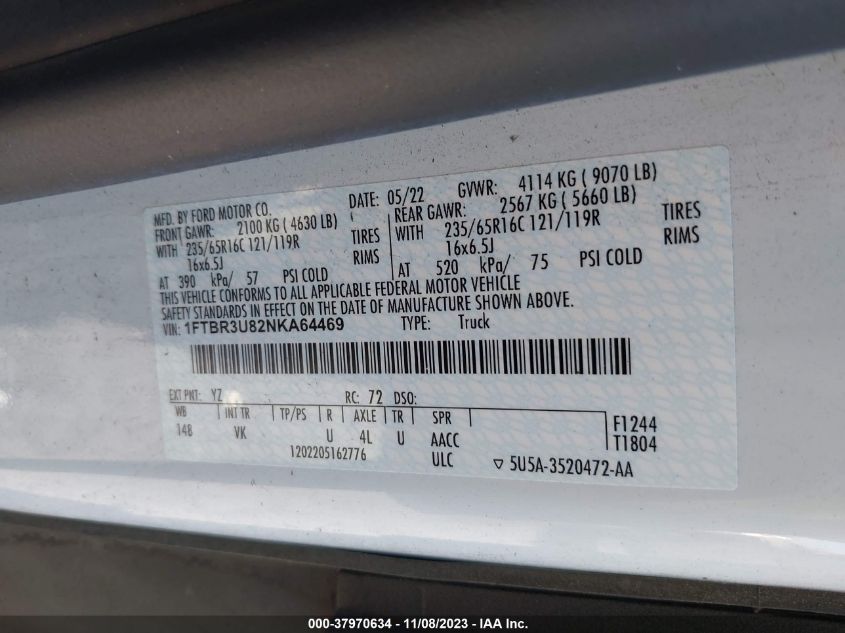 MFD. BY FORD MOTOR CO. DATE: 05/22 GVWR: 4114 KG ( 9070 LB)
FRONT GAWR: 2100 KG ( 4630 LB) REAR GAWR: 2567 KG ( 5660 LB)
WITH 235/65R16C 121/119R TIRES WITH 235/65R16C 121/119R TIRES
16x6.5J RIMS 16x6.5J RIMS
AT 390 kPa/ 57 PSI COLD AT 520 kPa/ 75 PSI COLD
THIS VEHICLE CONFORMS TO ALL APPLICABLE FEDERAL MOTOR VEHICLE
SAFETY STANDARDS IN EFFECT ON THE DATE OF MANUFACTURE SHOWN ABOVE.
VIN: 1FTBR3U82NKA64469 TYPE: Truck
EXT PNT: YZ RC: 72 DSO:
WB INT TR TP/PS R AXLE TR SPR
148 VK U 4L U AACC
F1244
T1804
1202205162776 ULC ▽ 5U5A-3520472-AA
000-37970634 - 11/08/2023 - IAA Inc.